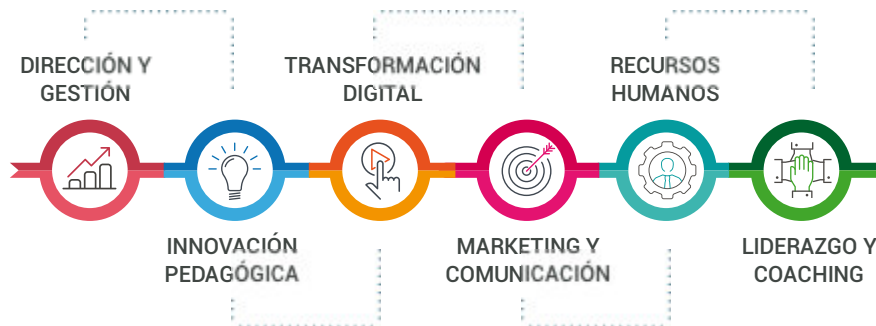 DIRECCIÓN Y
GESTIÓN
INNOVACIÓN
PEDAGÓGICA
TRANSFORMACIÓN
DIGITAL
MARKETING Y
COMUNICACIÓN
RECURSOS
HUMANOS
LIDERAZGO Y
COACHING